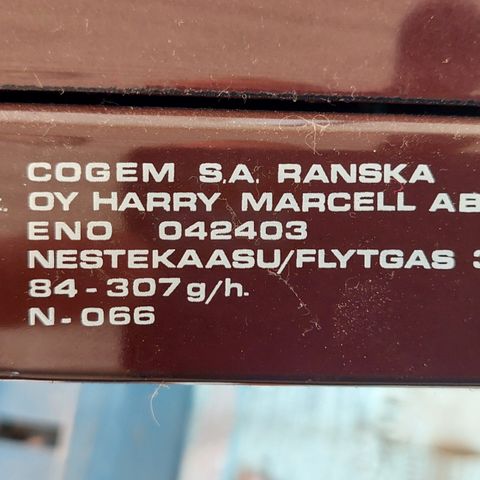 COGEM S.A. RANSKA
OY HARRY MARCELL AB
ENO 042403
NESTEKAASU/FLYTGAS
84-307 g/h.
N-066